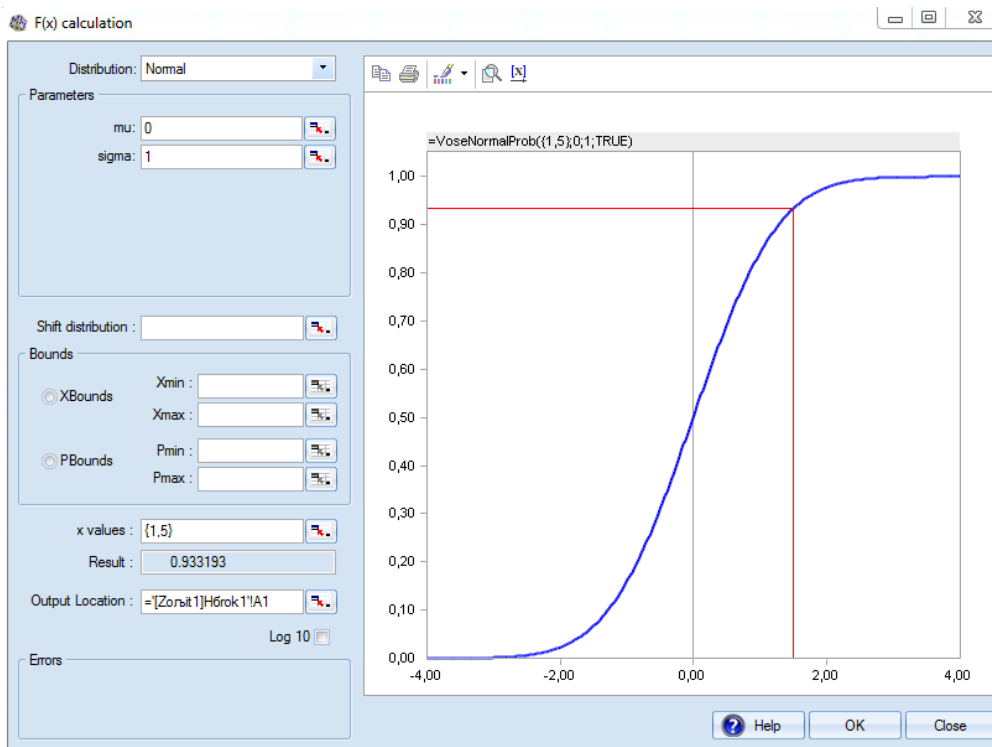 F(x) calculation
Distribution: Normal
Parameters
mu: 0
sigma: 1
Shift distribution :
Bounds
XBounds
Xmin :
Xmax :
PBounds
Pmin :
Pmax :
x values : {1,5}
Result : 0.933193
Output Location : ='[Zoљit1]Hбrok1'!A1
Log 10
Errors
[x]
=VoseNormalProb({1,5};0;1;TRUE)
1,00
0,90
0,80
0,70
0,60
0,50
0,40
0,30
0,20
0,10
0,00
-4,00 -2,00 0,00 2,00 4,00
Help OK Close